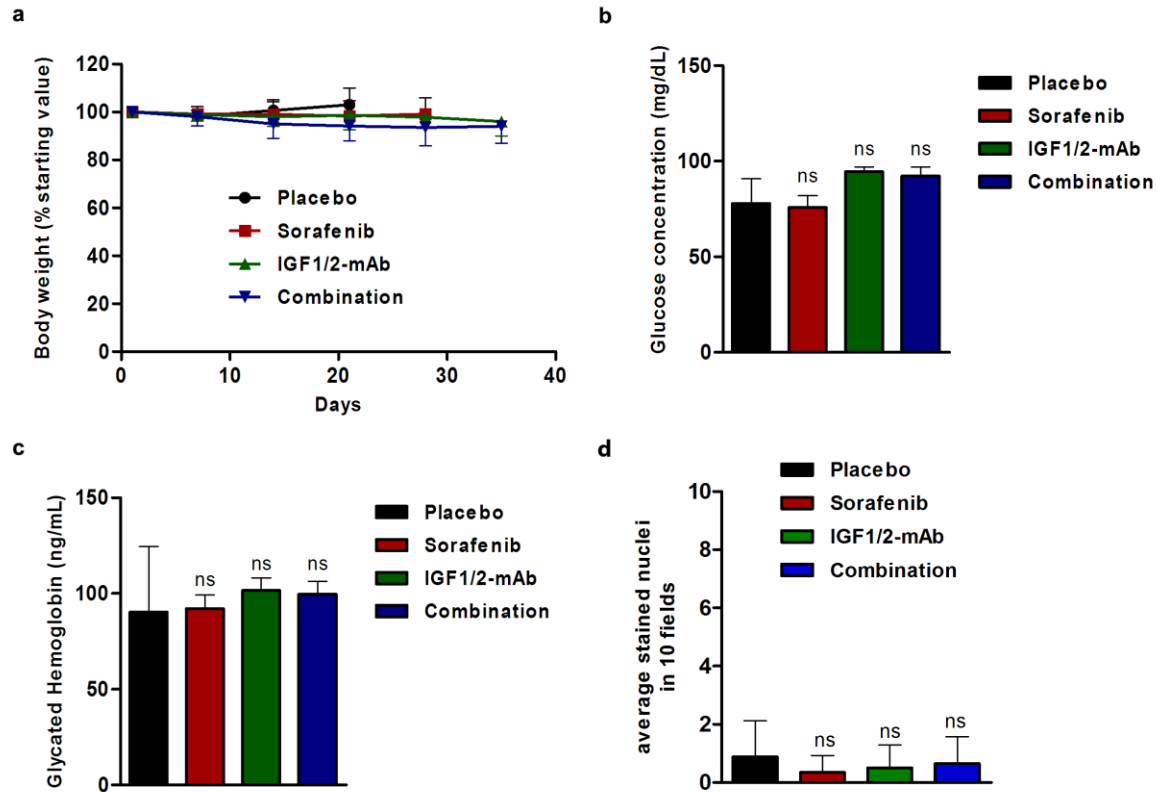 a
Body weight (% starting value)
120
100
80
60
40
20
0
0 10 20 30 40
Days
Placebo
Sorafenib
IGF1/2-mAb
Combination
b
Glucose concentration (mg/dL)
150
100
50
0
ns
ns
ns
Placebo
Sorafenib
IGF1/2-mAb
Combination
c
Glycated Hemoglobin (ng/mL)
150
100
50
0
ns
ns
ns
Placebo
Sorafenib
IGF1/2-mAb
Combination
d
average stained nuclei
in 10 fields
10
8
6
4
2
0
ns
ns
ns
Placebo
Sorafenib
IGF1/2-mAb
Combination